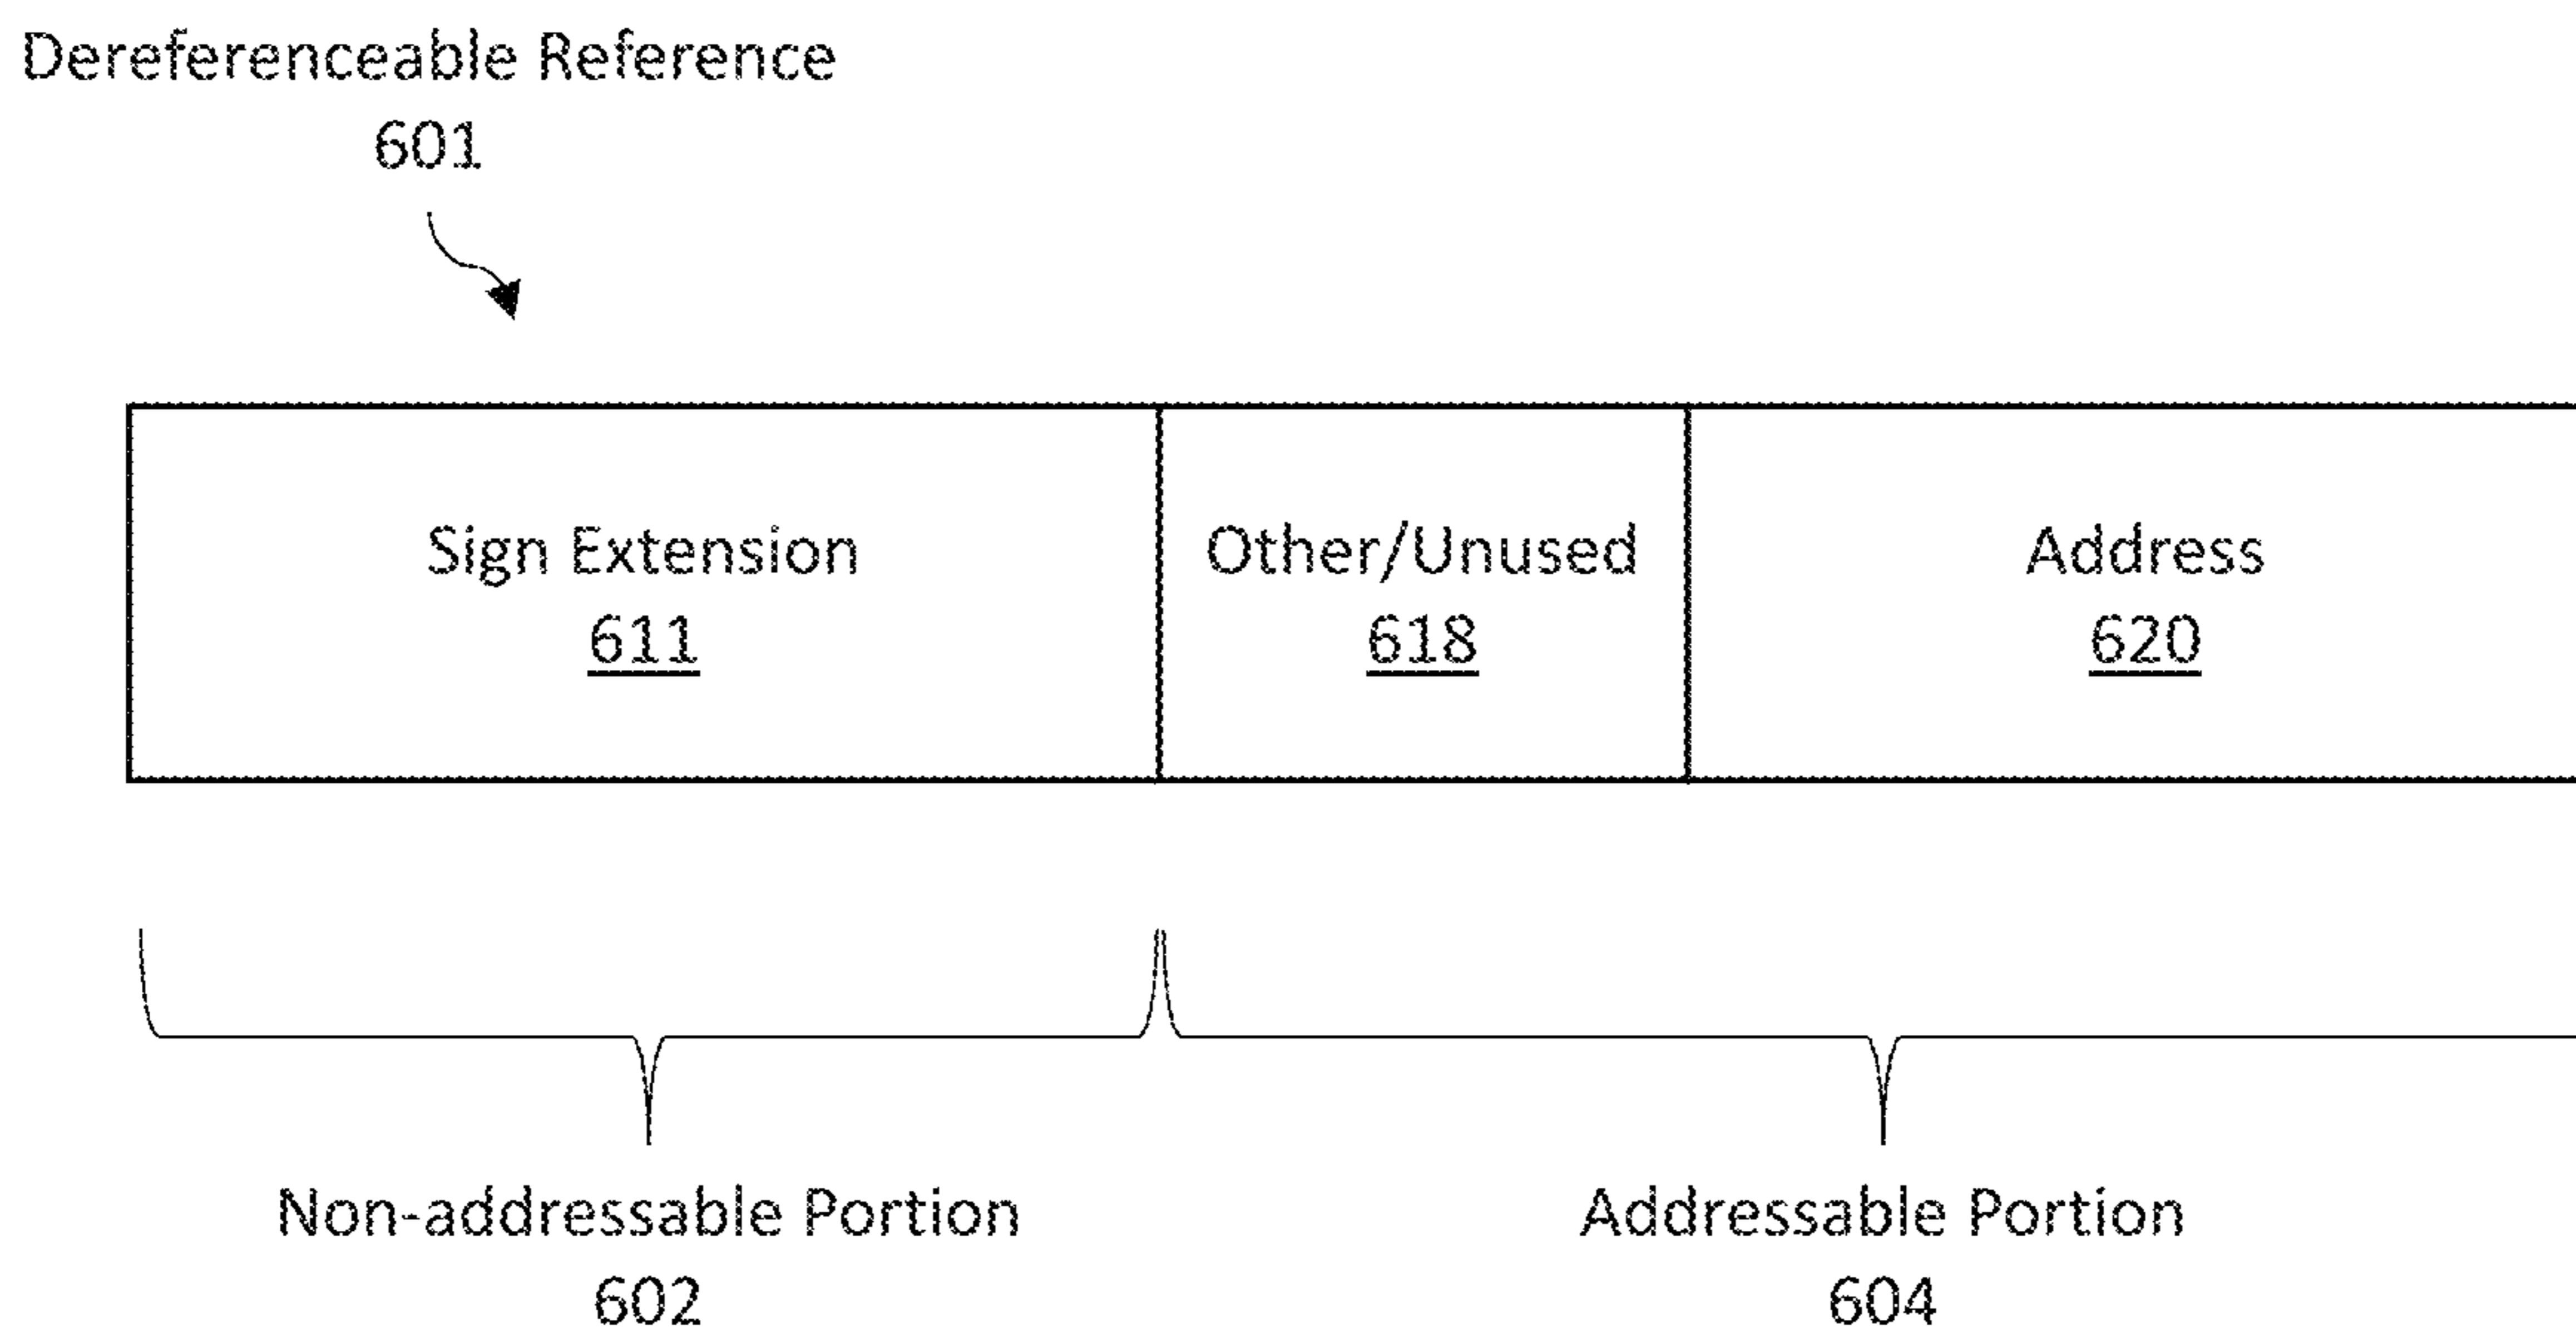 Dereferenceable Reference
601
Sign Extension
611
Other/Unused
618
Address
620
Non-addressable Portion
602
Addressable Portion
604